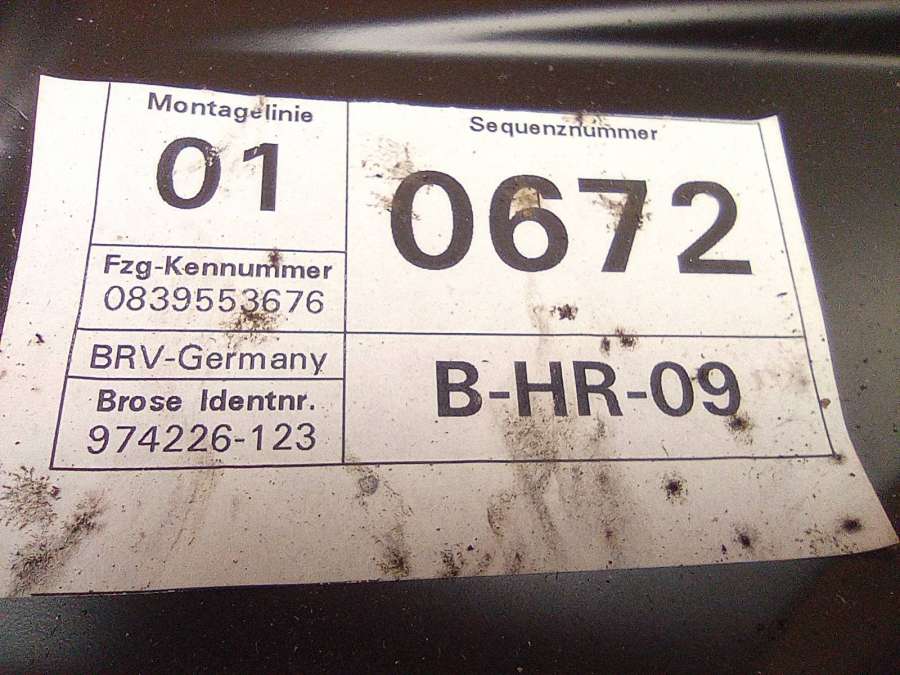 Montagelinie
01
Fzg-Kennummer
0839553676
BRV-Germany
Brose Identnr.
974226-123
Sequenznummer
0672
B-HR-09